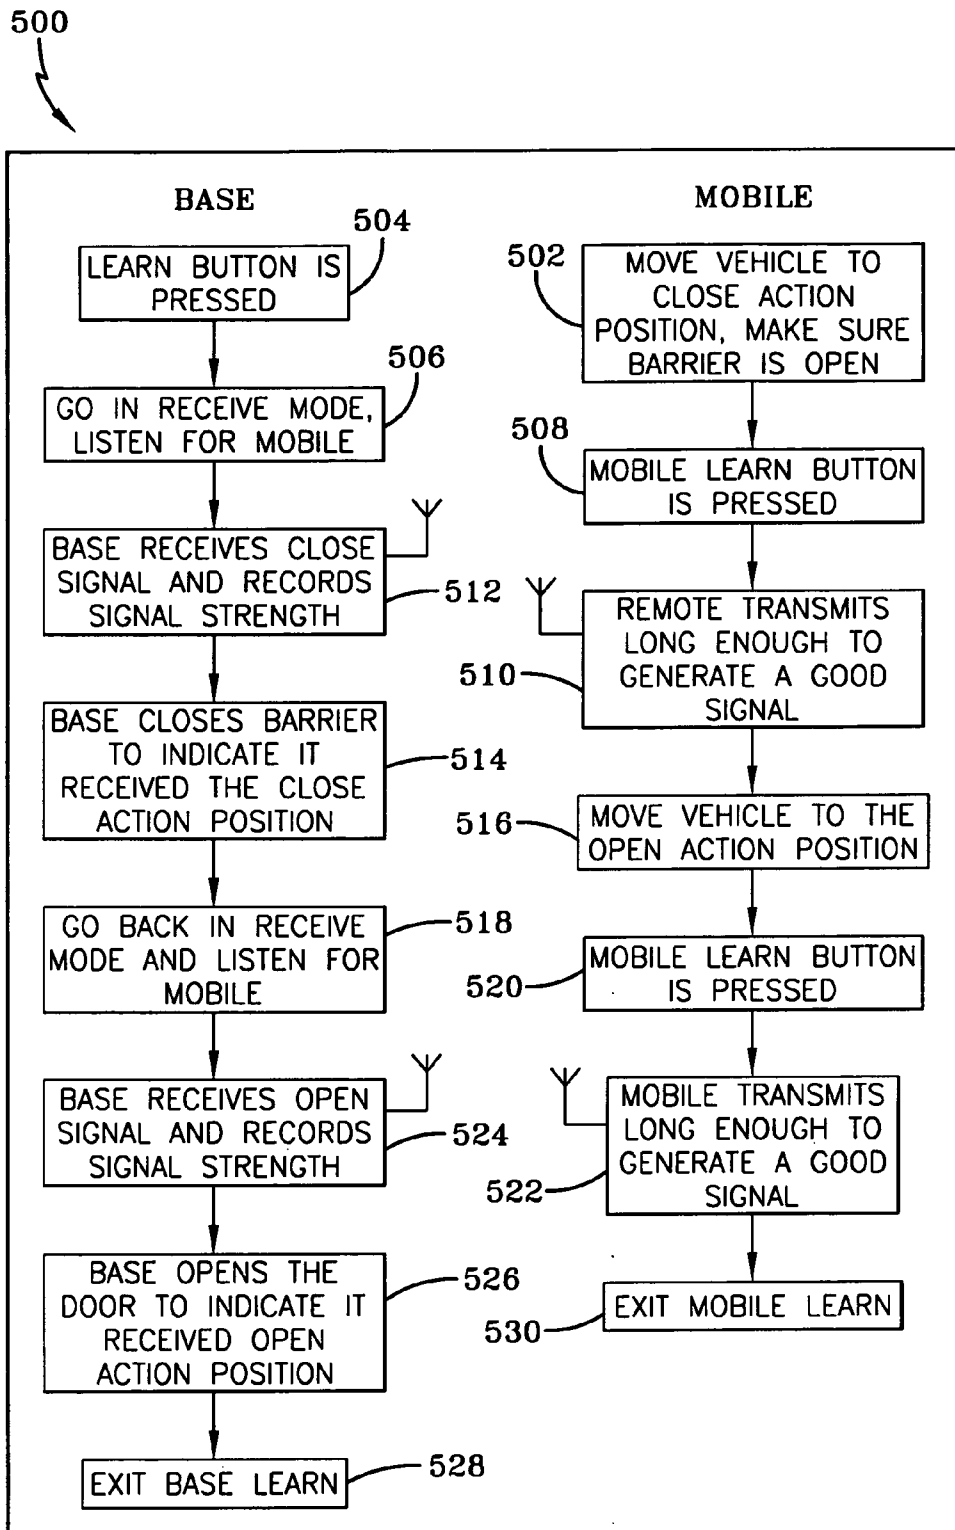 500
BASE
504
LEARN BUTTON IS
PRESSED
506
GO IN RECEIVE MODE,
LISTEN FOR MOBILE
BASE RECEIVES CLOSE
SIGNAL AND RECORDS
SIGNAL STRENGTH
512
BASE CLOSES BARRIER
TO INDICATE IT
RECEIVED THE CLOSE
ACTION POSITION
514
GO BACK IN RECEIVE
MODE AND LISTEN FOR
MOBILE
518
BASE RECEIVES OPEN
SIGNAL AND RECORDS
SIGNAL STRENGTH
524
BASE OPENS THE
DOOR TO INDICATE IT
RECEIVED OPEN
ACTION POSITION
526
EXIT BASE LEARN
528
MOBILE
502
MOVE VEHICLE TO
CLOSE ACTION
POSITION, MAKE SURE
BARRIER IS OPEN
508
MOBILE LEARN BUTTON
IS PRESSED
REMOTE TRANSMITS
LONG ENOUGH TO
GENERATE A GOOD
SIGNAL
510
MOVE VEHICLE TO THE
OPEN ACTION POSITION
516
MOBILE LEARN BUTTON
IS PRESSED
520
MOBILE TRANSMITS
LONG ENOUGH TO
GENERATE A GOOD
SIGNAL
522
EXIT MOBILE LEARN
530